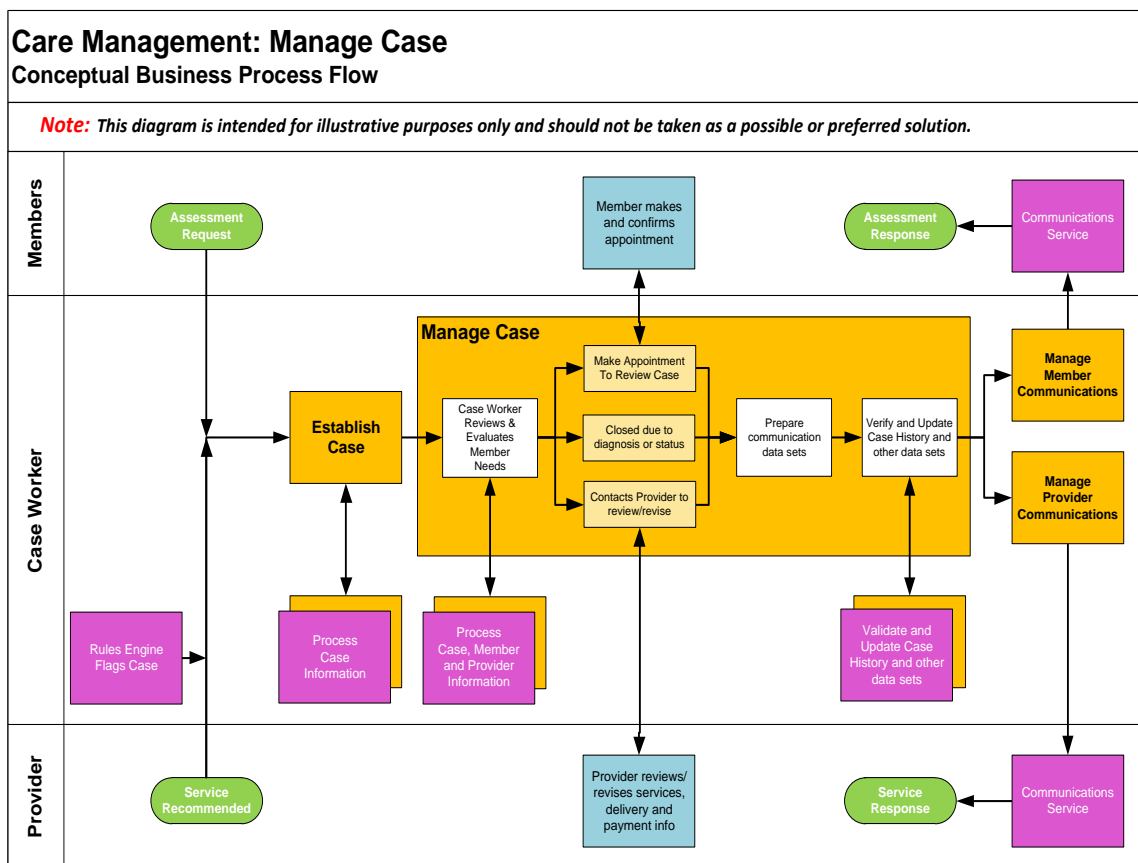 Care Management: Manage Case
Conceptual Business Process Flow
Note: This diagram is intended for illustrative purposes only and should not be taken as a possible or preferred solution.
Members
Assessment
Request
Member makes
and confirms
appointment
Assessment
Response
Communications
Service
Case Worker
Manage Case
Establish
Case
Case Worker
Reviews &
Evaluates
Member
Needs
Make Appointment
To Review Case
Closed due to
diagnosis or status
Contacts Provider to
review/revise
Prepare
communication
data sets
Verify and Update
Case History and
other data sets
Manage
Member
Communications
Manage
Provider
Communications
Rules Engine
Flags Case
Process
Case
Information
Process
Case, Member
and Provider
Information
Validate and
Update Case
History and other
data sets
Provider
Service
Recommended
Provider reviews/
revises services,
delivery and
payment info
Service
Response
Communications
Service